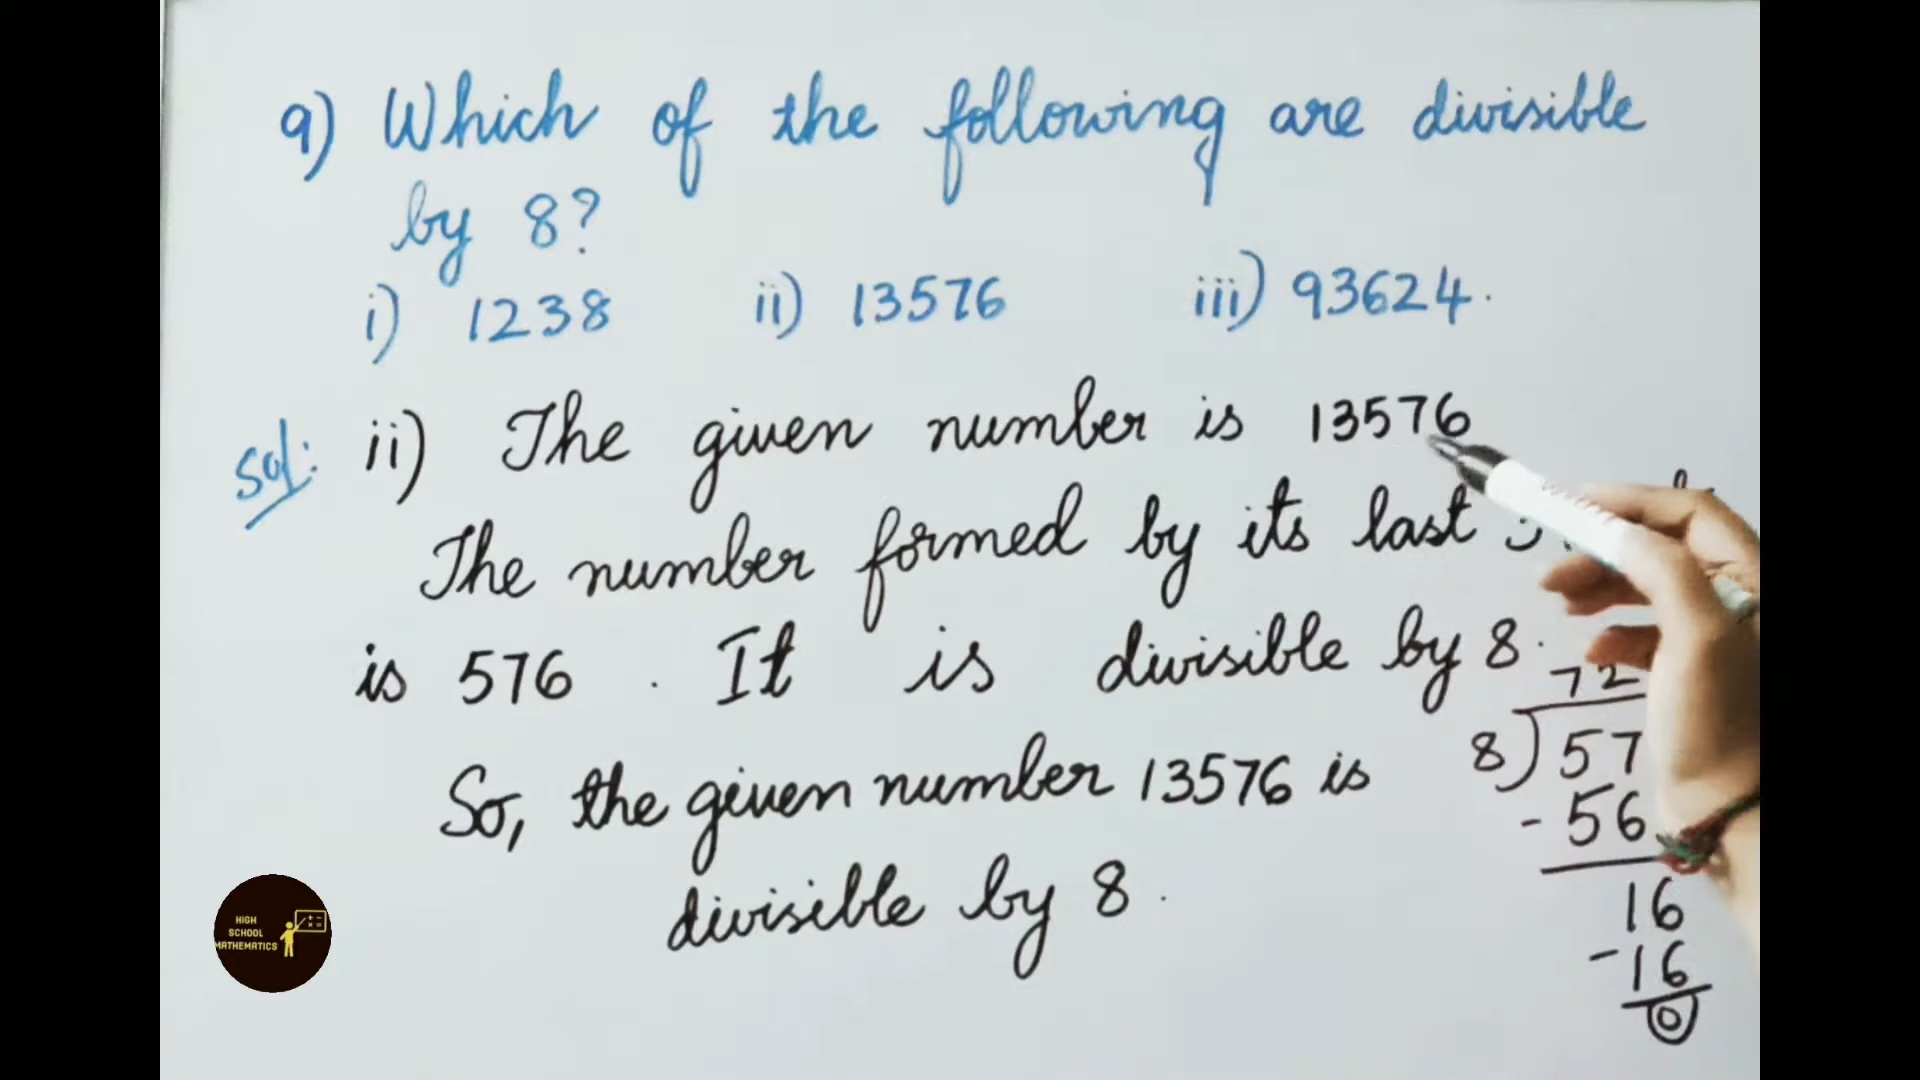 9) Which of the following are divisible
by 8?
i) 1238 ii) 13576 iii) 93624.
Sol: ii) The given number is 13576
The number formed by its last
is 576. It is divisible by 8.
So, the given number 13576 is
divisible by 8.
72
8) 57
- 56
16
- 16
0
HIGH
SCHOOL
MATHEMATICS